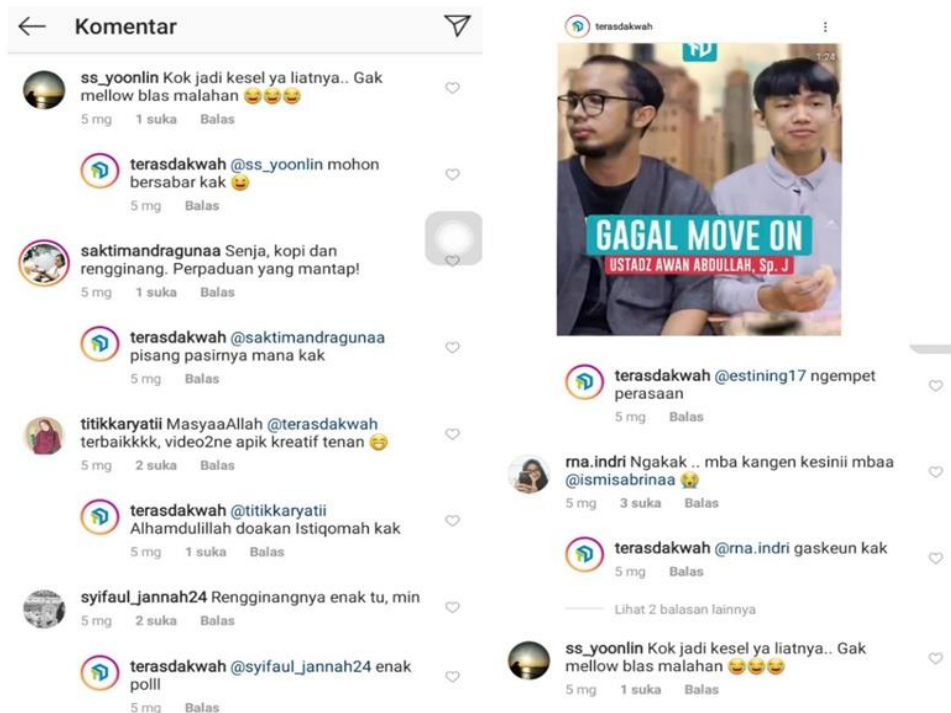 Komentar
ss_yoonlin Kok jadi kesel ya liatnya.. Gak
mellow blas malahan 😂😂😂
5 mg 1 suka Balas
terasdakwah @ss_yoonlin mohon
bersabar kak 😆
5 mg Balas
saktimandragunaa Senja, kopi dan
rengginang. Perpaduan yang mantap!
5 mg 1 suka Balas
terasdakwah @saktimandragunaa
pisang pasirnya mana kak
5 mg Balas
titikkaryatii MasyaaAllah @terasdakwah
terbaikkkk, video2ne apik kreatif tenan 😁
5 mg 2 suka Balas
terasdakwah @titikkaryatii
Alhamdulillah doakan Istiqomah kak
5 mg 1 suka Balas
syifaul_jannah24 Rengginangnya enak tu, min
5 mg 2 suka Balas
terasdakwah @syifaul_jannah24 enak
polll
5 mg Balas
terasdakwah
1:24
GAGAL MOVE ON
USTADZ AWAN ABDULLAH, Sp. J
terasdakwah @estining17 ngempet
perasaan
5 mg Balas
rna.indri Ngakak .. mba kangen kesinii mbaa
@ismisabrinaa 😭
5 mg 3 suka Balas
terasdakwah @rna.indri gaskeun kak
5 mg Balas
Lihat 2 balasan lainnya
ss_yoonlin Kok jadi kesel ya liatnya.. Gak
mellow blas malahan 😂😂😂
5 mg 1 suka Balas